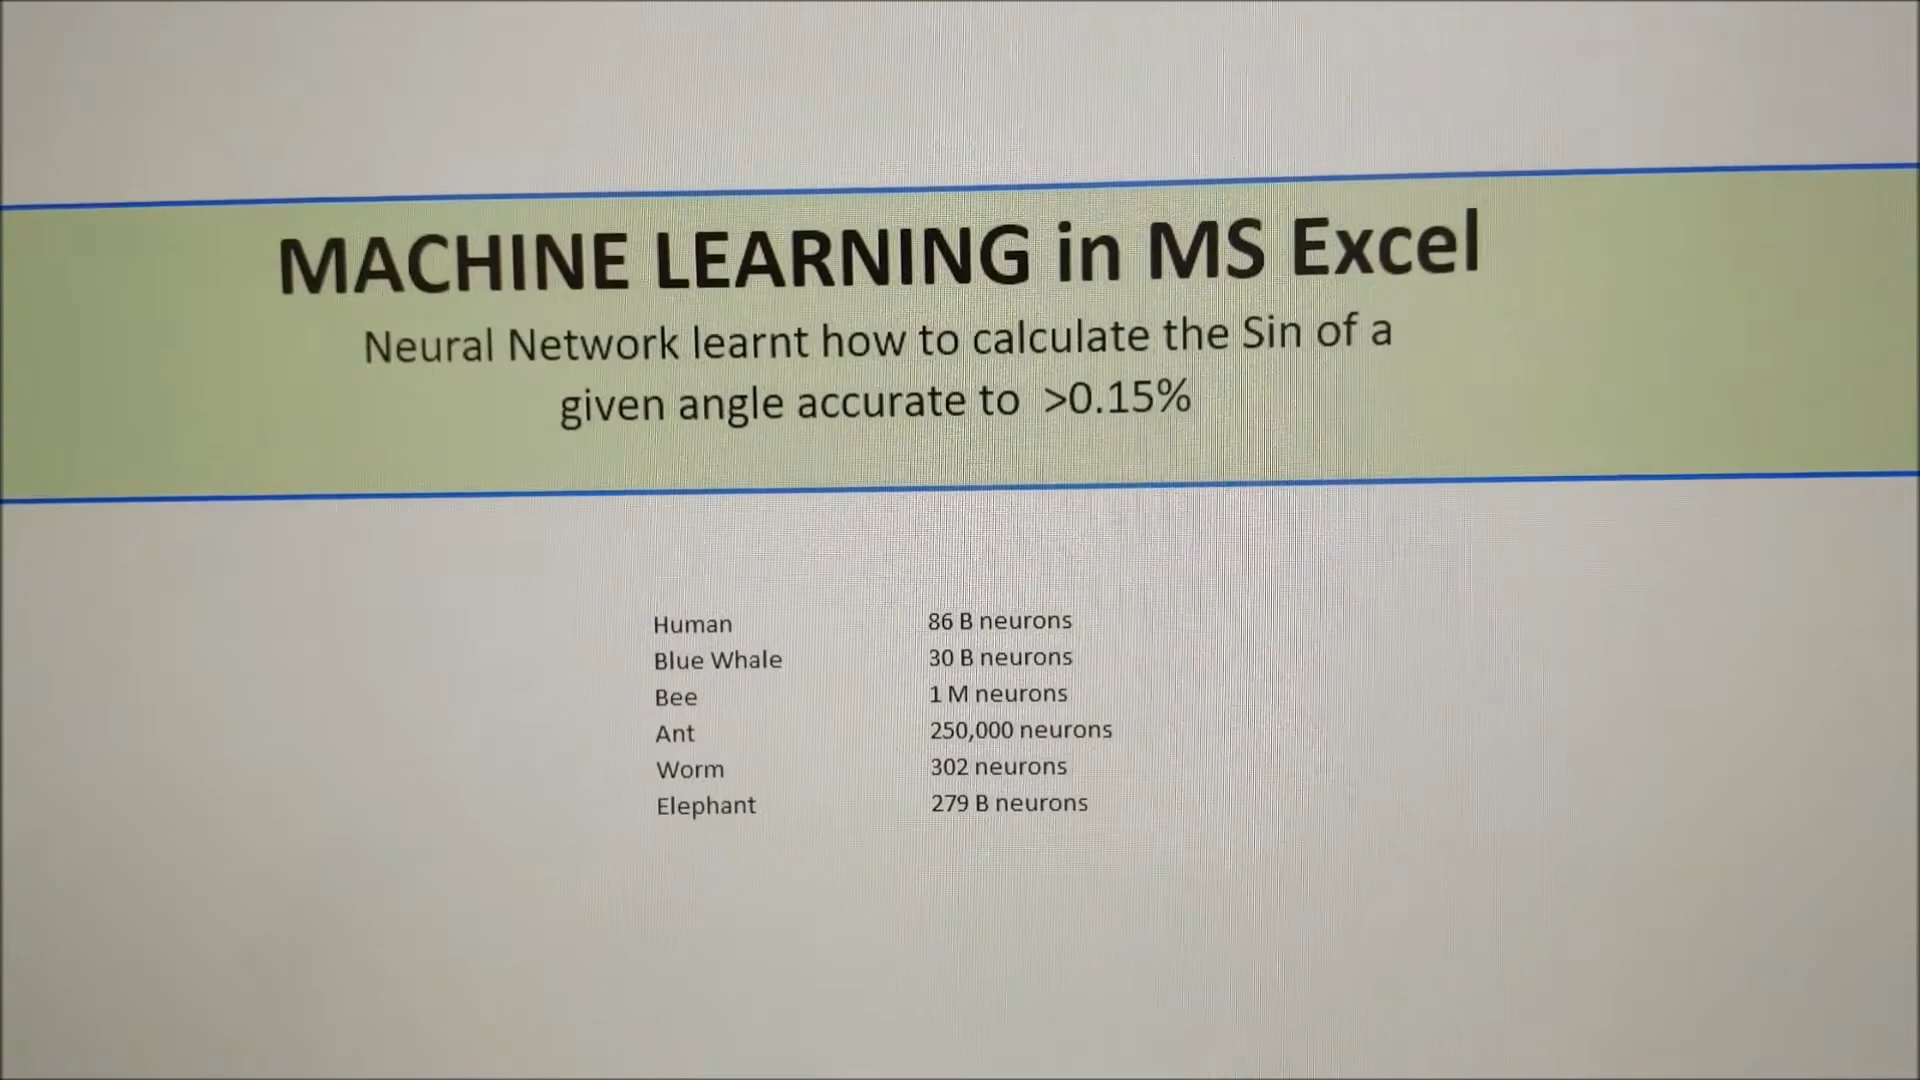 MACHINE LEARNING in MS Excel
Neural Network learnt how to calculate the Sin of a
given angle accurate to >0.15%
Human 86 B neurons
Blue Whale 30 B neurons
Bee 1 M neurons
Ant 250,000 neurons
Worm 302 neurons
Elephant 279 B neurons